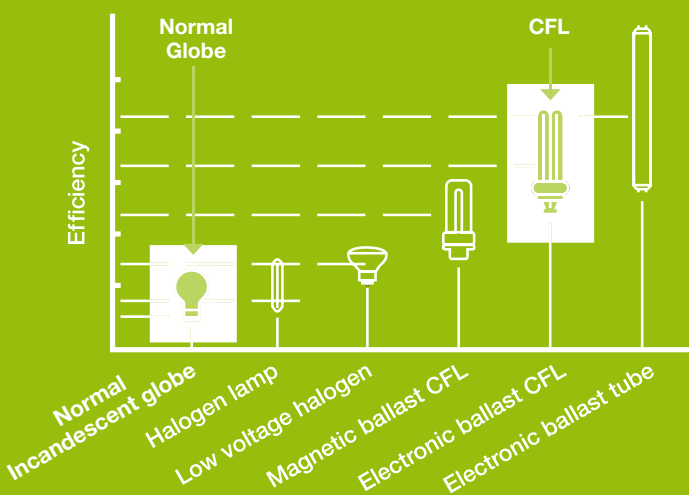 Normal
Globe
CFL
Efficiency
Normal
Incandescent globe
Halogen lamp
Low voltage halogen
Magnetic ballast CFL
Electronic ballast CFL
Electronic ballast tube